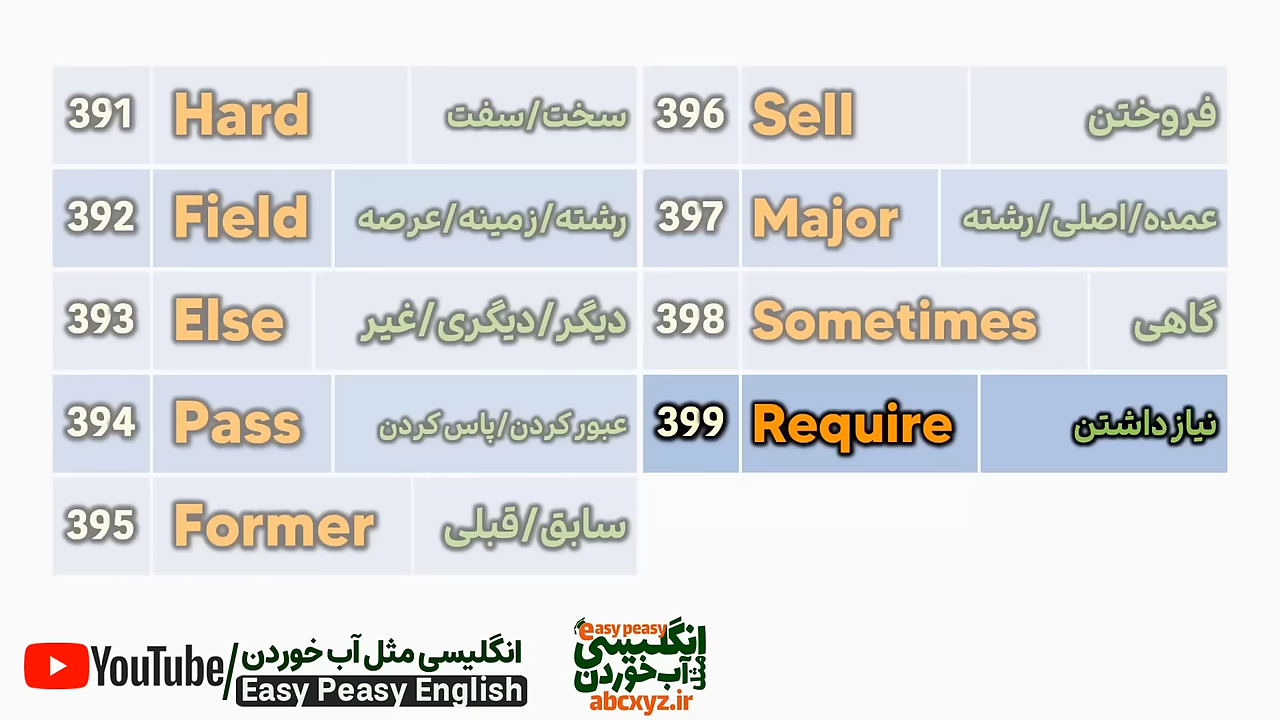 391 Hard سخت/سفت
392 Field رشته/زمینه/عرصه
393 Else دیگر/دیگری/غیر
394 Pass عبور کردن/پاس کردن
395 Former سابق/قبلی
396 Sell فروختن
397 Major عمده/اصلی/رشته
398 Sometimes گاهی
399 Require نیاز داشتن
YouTube/انگلیسی مثل آب خوردن
Easy Peasy English
easy peasy
انگلیسی
مثل آب خوردن
abcxyz.ir